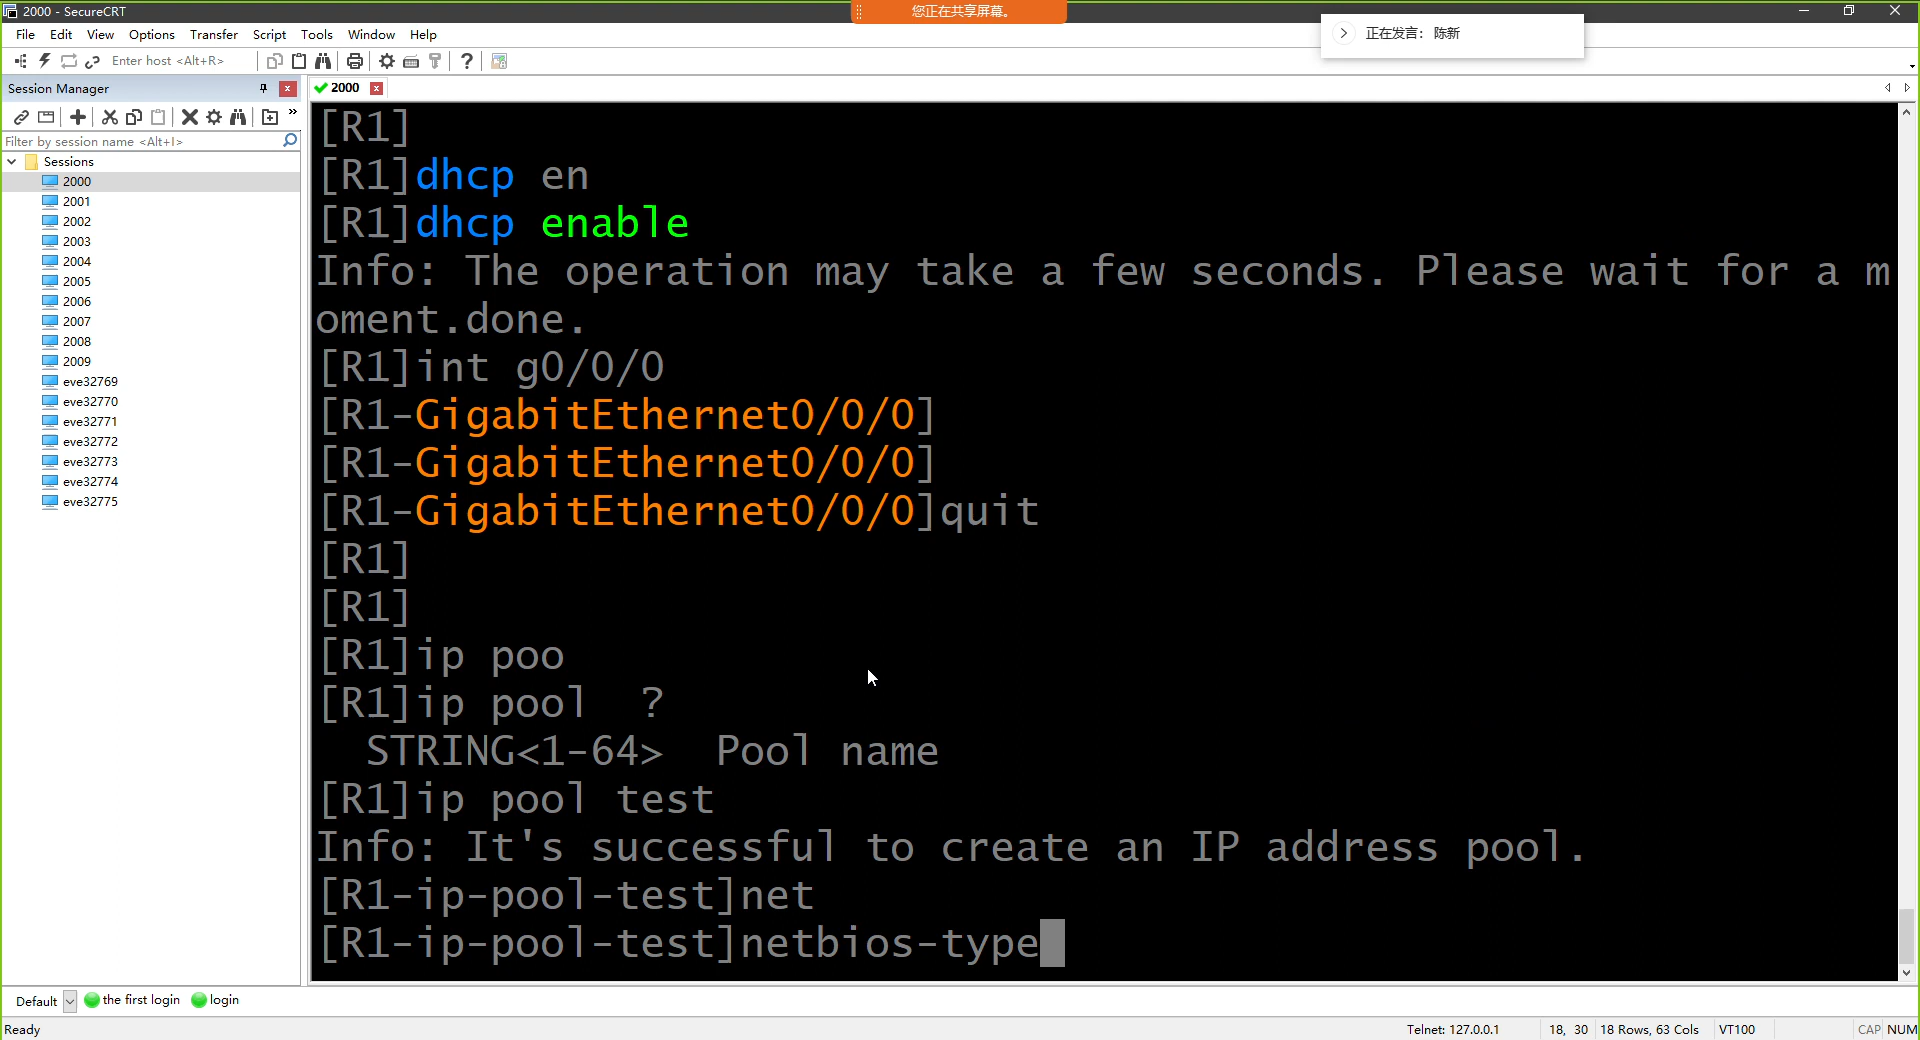 2000 - SecureCRT
您正在共享屏幕。
正在发言: 陈新
File Edit View Options Transfer Script Tools Window Help
Enter host <Alt+R>
Session Manager
2000
Filter by session name <Alt+I>
Sessions
2000
2001
2002
2003
2004
2005
2006
2007
2008
2009
eve32769
eve32770
eve32771
eve32772
eve32773
eve32774
eve32775
[R1]
[R1]dhcp en
[R1]dhcp enable
Info: The operation may take a few seconds. Please wait for a m
oment.done.
[R1]int g0/0/0
[R1-GigabitEthernet0/0/0]
[R1-GigabitEthernet0/0/0]
[R1-GigabitEthernet0/0/0]quit
[R1]
[R1]
[R1]ip poo
[R1]ip pool  ?
  STRING<1-64>  Pool name
[R1]ip pool test
Info: It's successful to create an IP address pool.
[R1-ip-pool-test]net
[R1-ip-pool-test]netbios-type
Default the first login login
Ready Telnet: 127.0.0.1 18, 30 18 Rows, 63 Cols VT100 CAP NUM